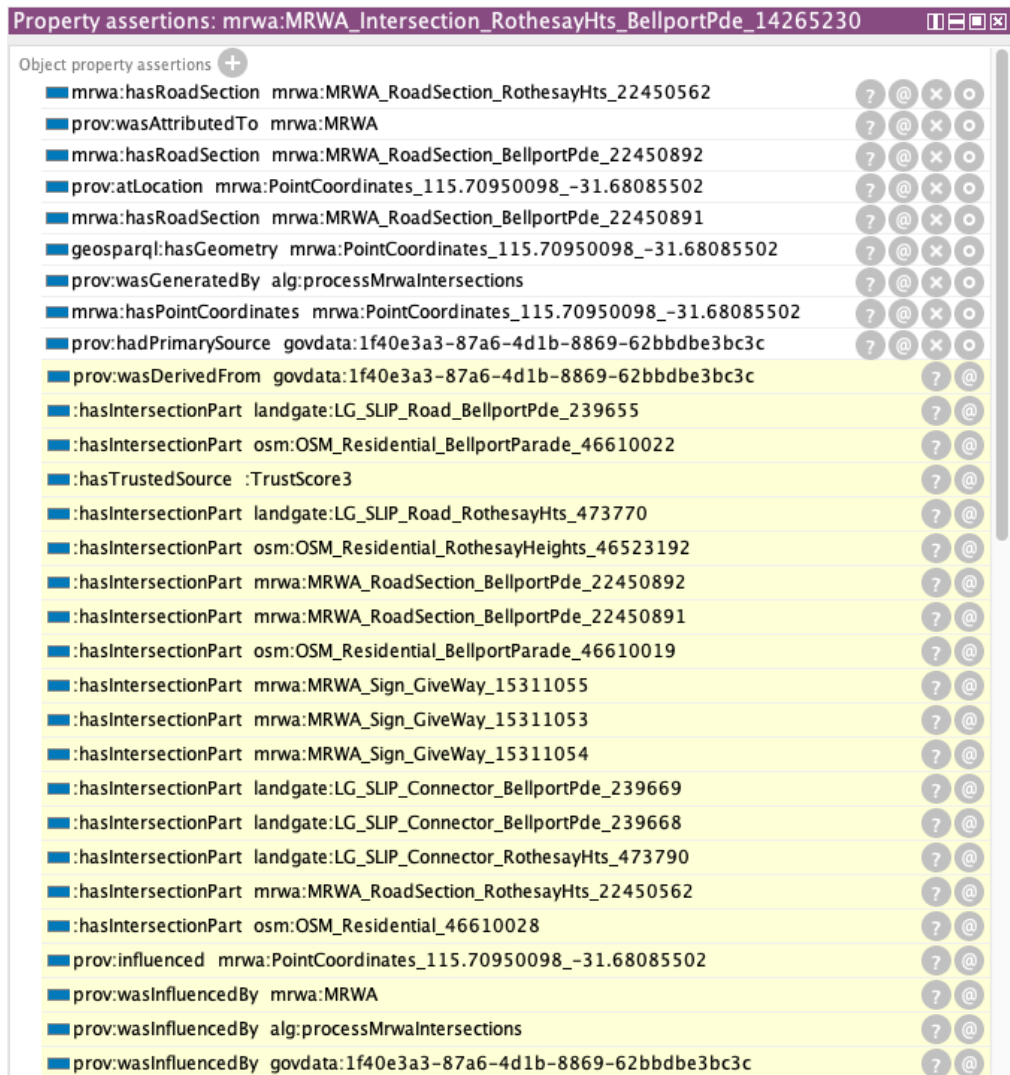 Property assertions: mrwa:MRWA_Intersection_RothesayHts_BellportPde_14265230
Object property assertions
mrwa:hasRoadSection mrwa:MRWA_RoadSection_RothesayHts_22450562
prov:wasAttributedTo mrwa:MRWA
mrwa:hasRoadSection mrwa:MRWA_RoadSection_BellportPde_22450892
prov:atLocation mrwa:PointCoordinates_115.70950098_-31.68085502
mrwa:hasRoadSection mrwa:MRWA_RoadSection_BellportPde_22450891
geosparql:hasGeometry mrwa:PointCoordinates_115.70950098_-31.68085502
prov:wasGeneratedBy alg:processMrwaIntersections
mrwa:hasPointCoordinates mrwa:PointCoordinates_115.70950098_-31.68085502
prov:hadPrimarySource govdata:1f40e3a3-87a6-4d1b-8869-62bbdbe3bc3c
prov:wasDerivedFrom govdata:1f40e3a3-87a6-4d1b-8869-62bbdbe3bc3c
:hasIntersectionPart landgate:LG_SLIP_Road_BellportPde_239655
:hasIntersectionPart osm:OSM_Residential_BellportParade_46610022
:hasTrustedSource :TrustScore3
:hasIntersectionPart landgate:LG_SLIP_Road_RothesayHts_473770
:hasIntersectionPart osm:OSM_Residential_RothesayHeights_46523192
:hasIntersectionPart mrwa:MRWA_RoadSection_BellportPde_22450892
:hasIntersectionPart mrwa:MRWA_RoadSection_BellportPde_22450891
:hasIntersectionPart osm:OSM_Residential_BellportParade_46610019
:hasIntersectionPart mrwa:MRWA_Sign_GiveWay_15311055
:hasIntersectionPart mrwa:MRWA_Sign_GiveWay_15311053
:hasIntersectionPart mrwa:MRWA_Sign_GiveWay_15311054
:hasIntersectionPart landgate:LG_SLIP_Connector_BellportPde_239669
:hasIntersectionPart landgate:LG_SLIP_Connector_BellportPde_239668
:hasIntersectionPart landgate:LG_SLIP_Connector_RothesayHts_473790
:hasIntersectionPart mrwa:MRWA_RoadSection_RothesayHts_22450562
:hasIntersectionPart osm:OSM_Residential_46610028
prov:influenced mrwa:PointCoordinates_115.70950098_-31.68085502
prov:wasInfluencedBy mrwa:MRWA
prov:wasInfluencedBy alg:processMrwaIntersections
prov:wasInfluencedBy govdata:1f40e3a3-87a6-4d1b-8869-62bbdbe3bc3c